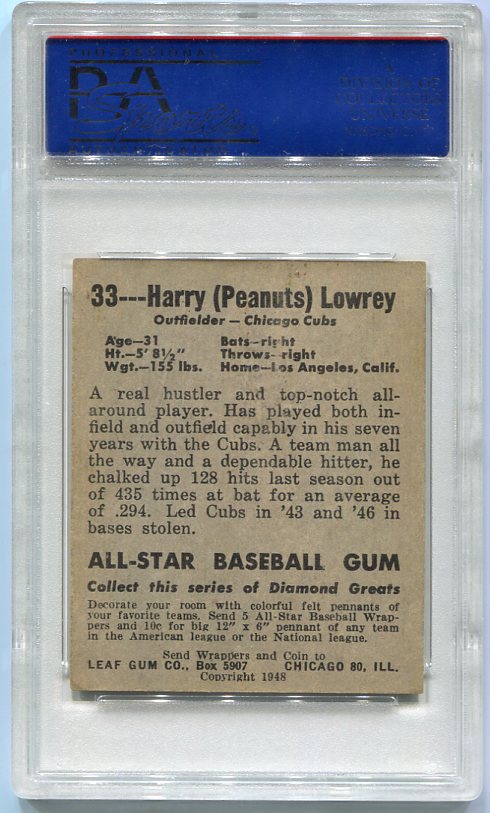 PROFESSIONAL
PSA
A
DIVISION OF
COLLECTORS
UNIVERSE
33---Harry (Peanuts) Lowrey
Outfielder — Chicago Cubs
Age—31 Bats—right
Ht.—5' 8½" Throws—right
Wgt.—155 lbs. Home—Los Angeles, Calif.
A real hustler and top-notch all-
around player. Has played both in-
field and outfield capably in his seven
years with the Cubs. A team man all
the way and a dependable hitter, he
chalked up 128 hits last season out
of 435 times at bat for an average
of .294. Led Cubs in '43 and '46 in
bases stolen.
ALL-STAR BASEBALL GUM
Collect this series of Diamond Greats
Decorate your room with colorful felt pennants of
your favorite teams. Send 5 All-Star Baseball Wrap-
pers and 10c for big 12" x 6" pennant of any team
in the American league or the National league.
Send Wrappers and Coin to
LEAF GUM CO., Box 5907 CHICAGO 80, ILL.
Copyright 1948